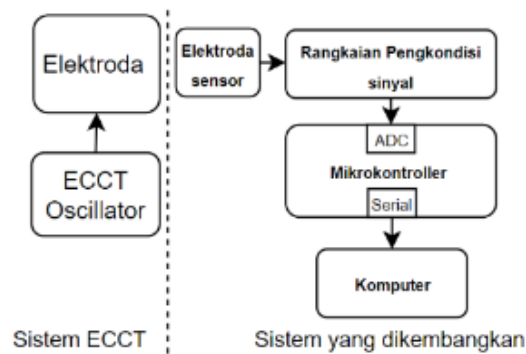 Elektroda
ECCT
Oscillator
Sistem ECCT
Elektroda
sensor
Rangkaian Pengkondisi
sinyal
ADC
Mikrokontroller
Serial
Komputer
Sistem yang dikembangkan